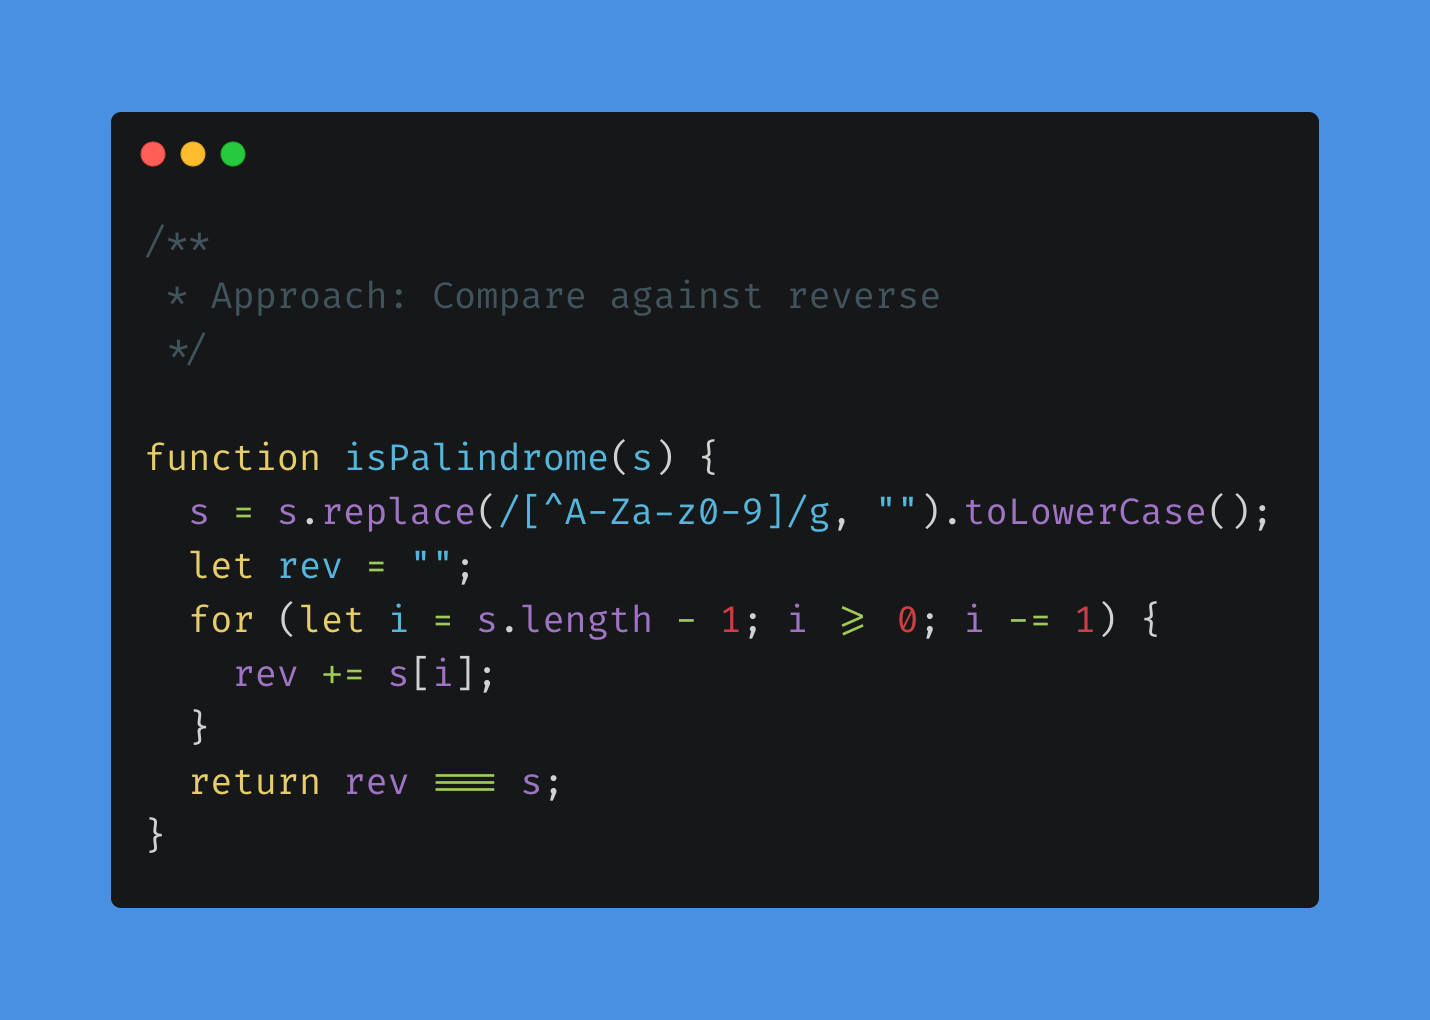 /**
 * Approach: Compare against reverse
 */

function isPalindrome(s) {
  s = s.replace(/[^A-Za-z0-9]/g, "").toLowerCase();
  let rev = "";
  for (let i = s.length - 1; i >= 0; i -= 1) {
    rev += s[i];
  }
  return rev === s;
}